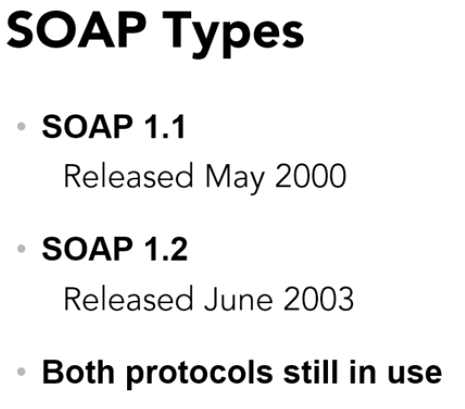 SOAP Types
• SOAP 1.1
Released May 2000
• SOAP 1.2
Released June 2003
• Both protocols still in use